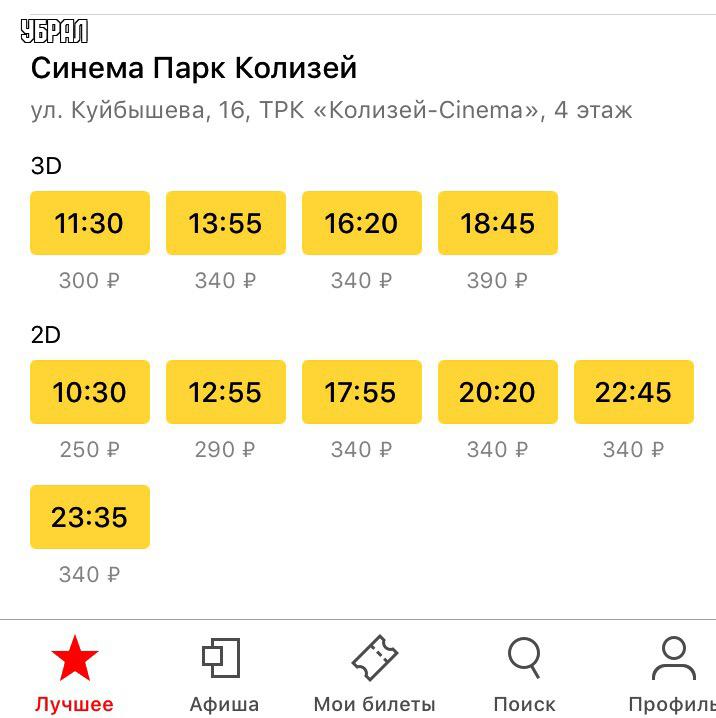 УБРАЛ
Синема Парк Колизей
ул. Куйбышева, 16, ТРК «Колизей-Cinema», 4 этаж
3D
11:30 13:55 16:20 18:45
300 ₽ 340 ₽ 340 ₽ 390 ₽
2D
10:30 12:55 17:55 20:20 22:45
250 ₽ 290 ₽ 340 ₽ 340 ₽ 340 ₽
23:35
340 ₽
Лучшее Афиша Мои билеты Поиск Профиль